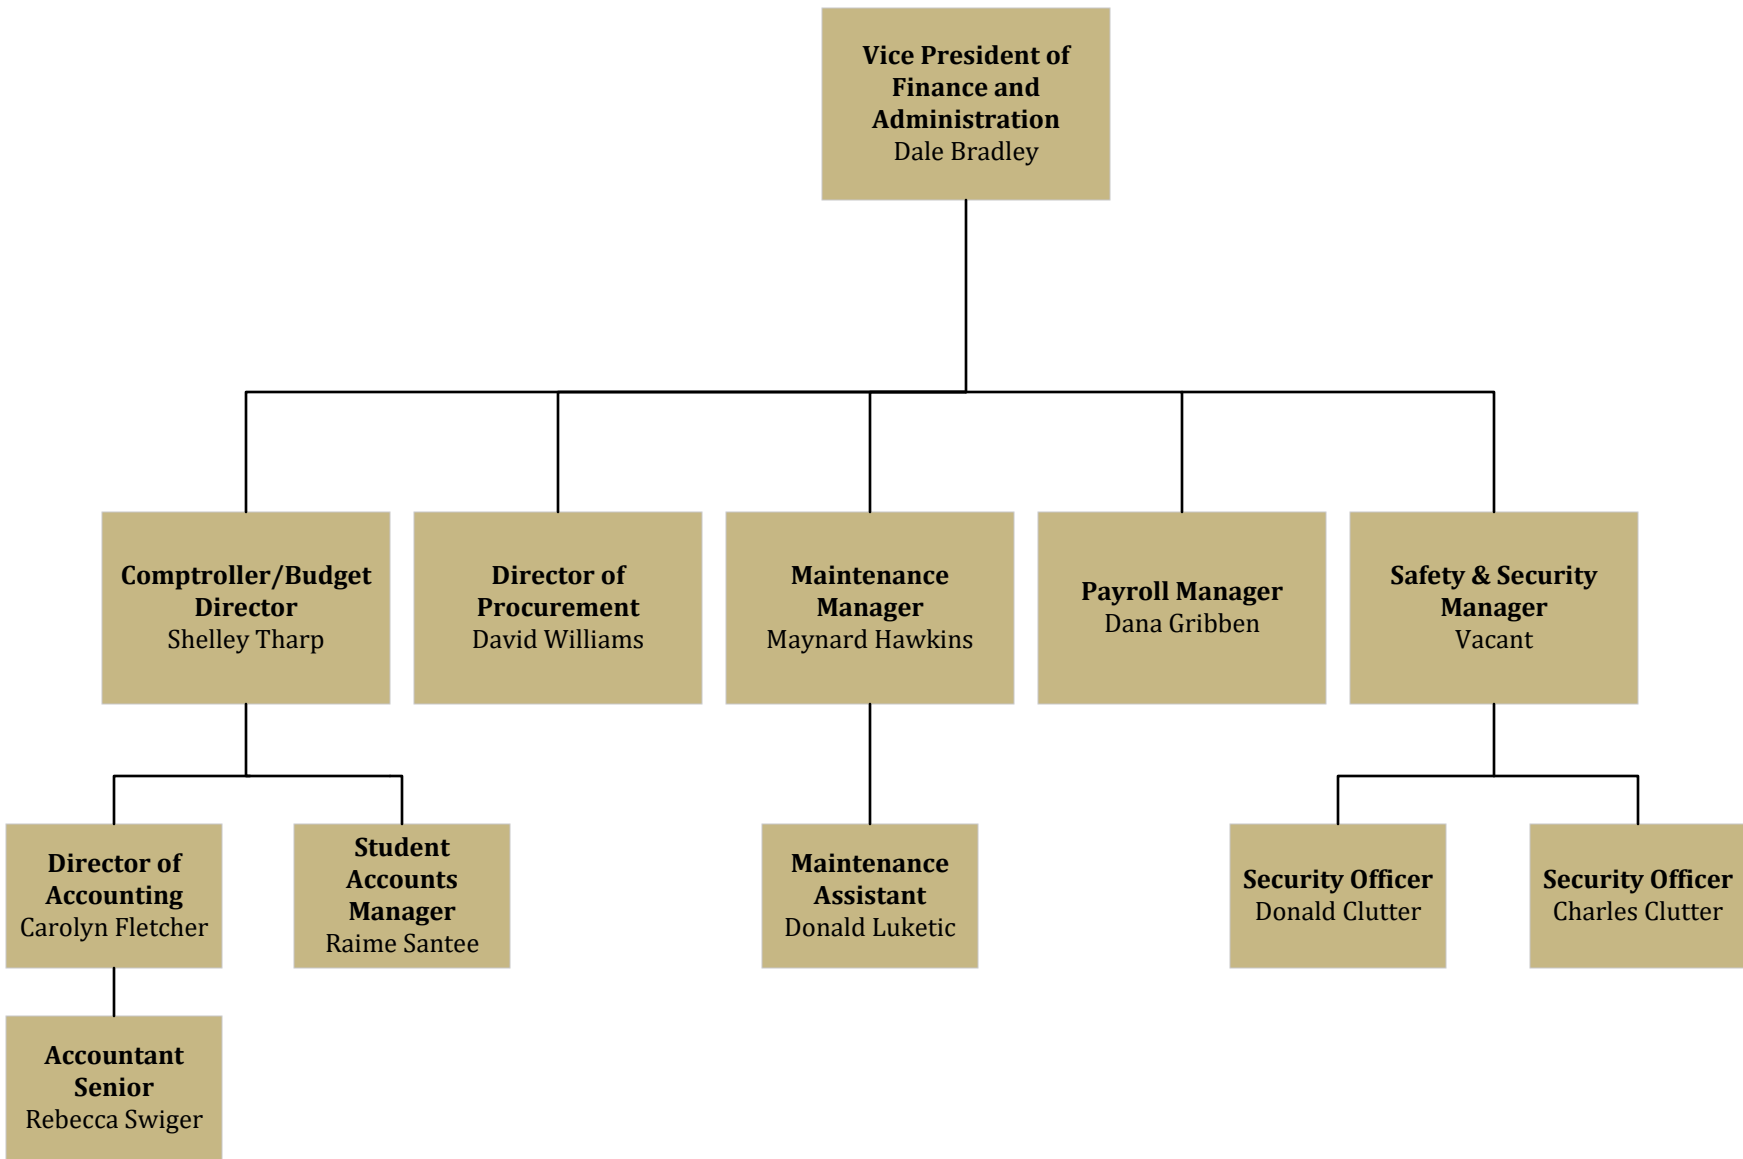 Vice President of
Finance and
Administration
Dale Bradley
Comptroller/Budget
Director
Shelley Tharp
Director of
Procurement
David Williams
Maintenance
Manager
Maynard Hawkins
Payroll Manager
Dana Gribben
Safety & Security
Manager
Vacant
Director of
Accounting
Carolyn Fletcher
Student
Accounts
Manager
Raime Santee
Maintenance
Assistant
Donald Luketic
Security Officer
Donald Clutter
Security Officer
Charles Clutter
Accountant
Senior
Rebecca Swiger